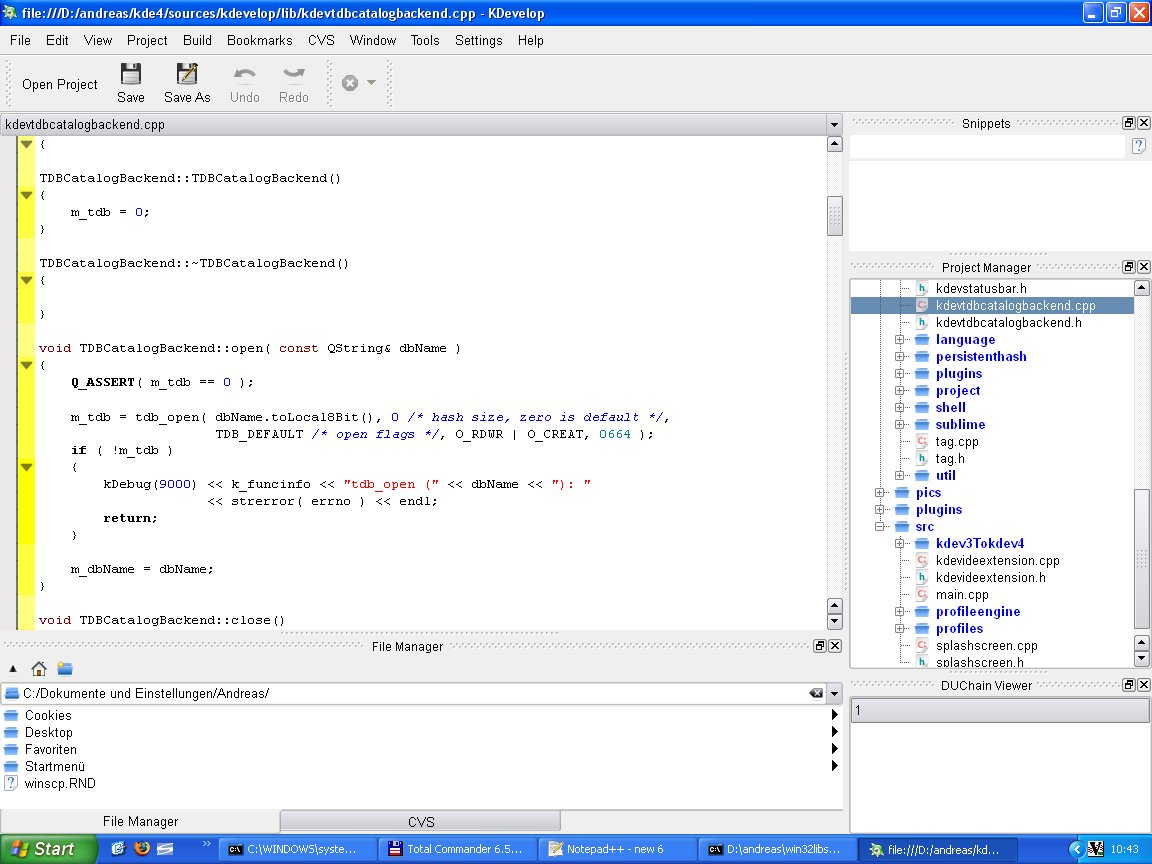 file:///D:/andreas/kde4/sources/kdevelop/lib/kdevtdbcatalogbackend.cpp - KDevelop
File Edit View Project Build Bookmarks CVS Window Tools Settings Help
Open Project Save Save As Undo Redo
kdevtdbcatalogbackend.cpp
{
TDBCatalogBackend::TDBCatalogBackend()
{
m_tdb = 0;
}
TDBCatalogBackend::~TDBCatalogBackend()
{
}
void TDBCatalogBackend::open( const QString& dbName )
{
Q_ASSERT( m_tdb == 0 );
m_tdb = tdb_open( dbName.toLocal8Bit(), 0 /* hash size, zero is default */,
TDB_DEFAULT /* open flags */, O_RDWR | O_CREAT, 0664 );
if ( !m_tdb )
{
kDebug(9000) << k_funcinfo << "tdb_open (" << dbName << "): "
<< strerror( errno ) << endl;
return;
}
m_dbName = dbName;
}
void TDBCatalogBackend::close()
File Manager
C:/Dokumente und Einstellungen/Andreas/
Cookies
Desktop
Favoriten
Startmenü
winscp.RND
File Manager CVS
Snippets
Project Manager
kdevstatusbar.h
kdevtdbcatalogbackend.cpp
kdevtdbcatalogbackend.h
language
persistenthash
plugins
project
shell
sublime
tag.cpp
tag.h
util
pics
plugins
src
kdev3Tokdev4
kdevideextension.cpp
kdevideextension.h
main.cpp
profileengine
profiles
splashscreen.cpp
splashscreen.h
DUChain Viewer
1
Start C:\WINDOWS\syste... Total Commander 6.5... Notepad++ - new 6 D:\andreas\win32libs... file:///D:/andreas/kd... 10:43